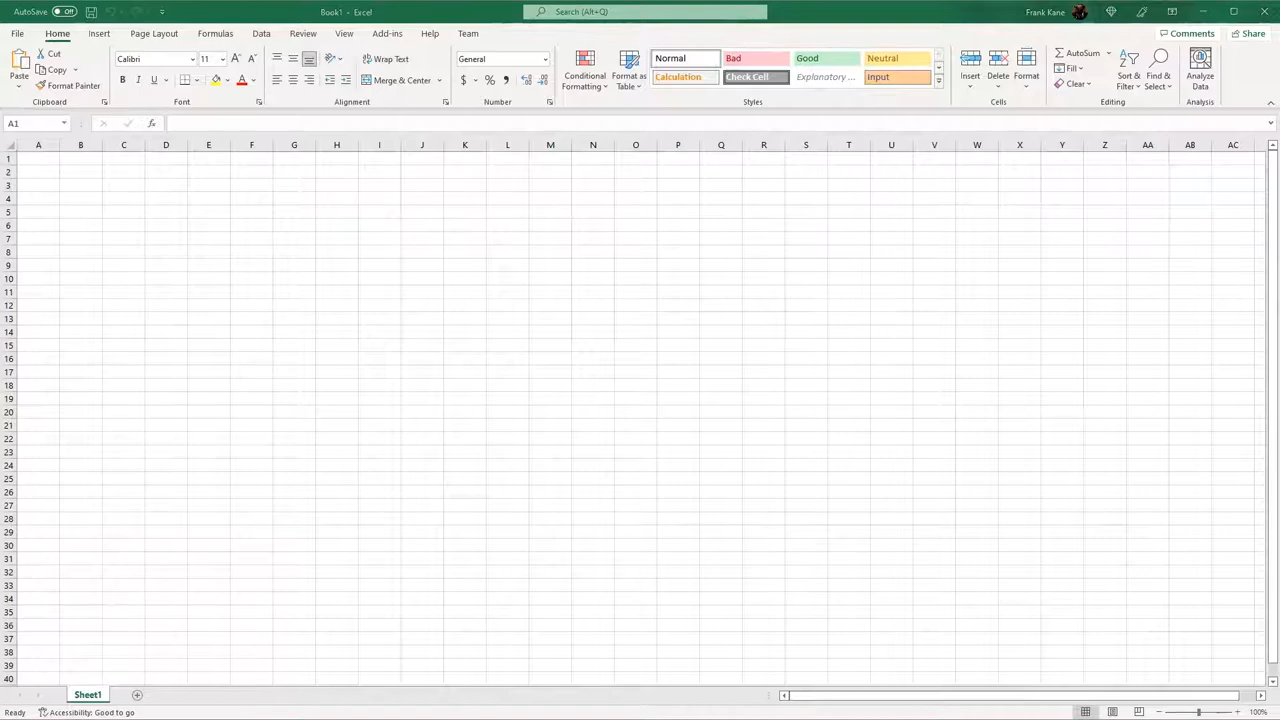 AutoSave Off Book1 - Excel Search (Alt+Q) Frank Kane
File Home Insert Page Layout Formulas Data Review View Add-ins Help Team Comments Share
Paste Cut Copy Format Painter Clipboard
Calibri 11 B I U A Font
Wrap Text Merge & Center Alignment
General $ % Number
Conditional Formatting Format as Table Normal Bad Good Neutral
Calculation Check Cell Explanatory ... Input Styles
Insert Delete Format Cells
AutoSum Fill Clear Sort & Filter Find & Select Editing
Analyze Data Analysis
A1 fx
A B C D E F G H I J K L M N O P Q R S T U V W X Y Z AA AB AC
1
2
3
4
5
6
7
8
9
10
11
12
13
14
15
16
17
18
19
20
21
22
23
24
25
26
27
28
29
30
31
32
33
34
35
36
37
38
39
40
Sheet1
Ready Accessibility: Good to go 100%